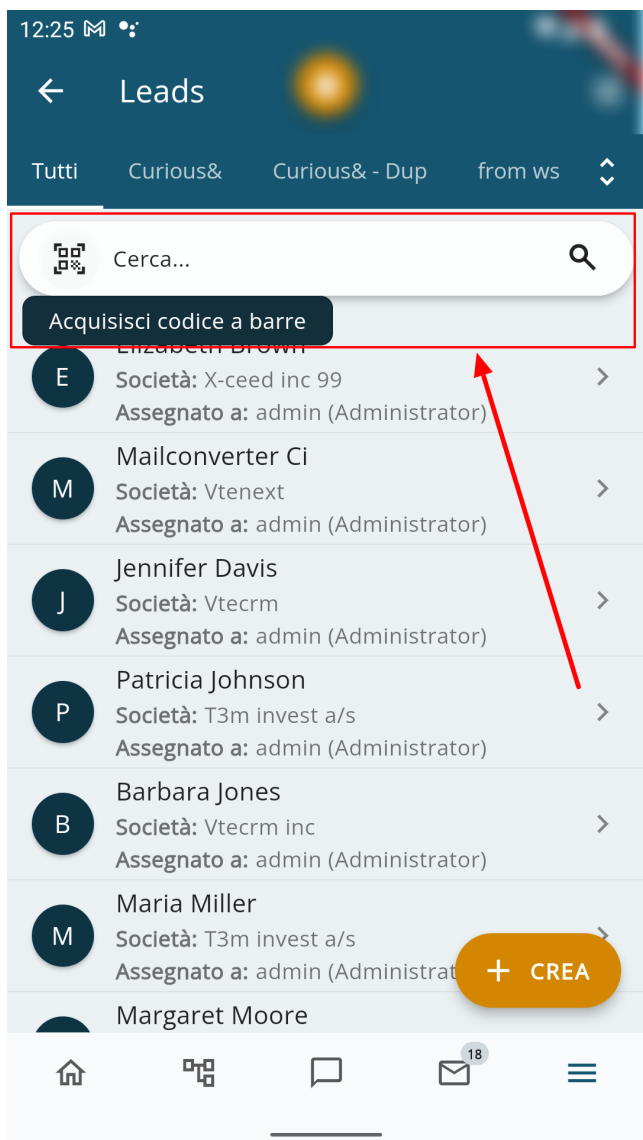 12:25
Leads
Tutti Curious& Curious& - Dup from ws
Cerca...
Acquisisci codice a barre
Elizabeth Brown
E
Società: X-ceed inc 99
Assegnato a: admin (Administrator)
Mailconverter Ci
M
Società: Vtenext
Assegnato a: admin (Administrator)
Jennifer Davis
J
Società: Vtecrm
Assegnato a: admin (Administrator)
Patricia Johnson
P
Società: T3m invest a/s
Assegnato a: admin (Administrator)
Barbara Jones
B
Società: Vtecrm inc
Assegnato a: admin (Administrator)
Maria Miller
M
Società: T3m invest a/s
Assegnato a: admin (Administrat
+ CREA
Margaret Moore
18